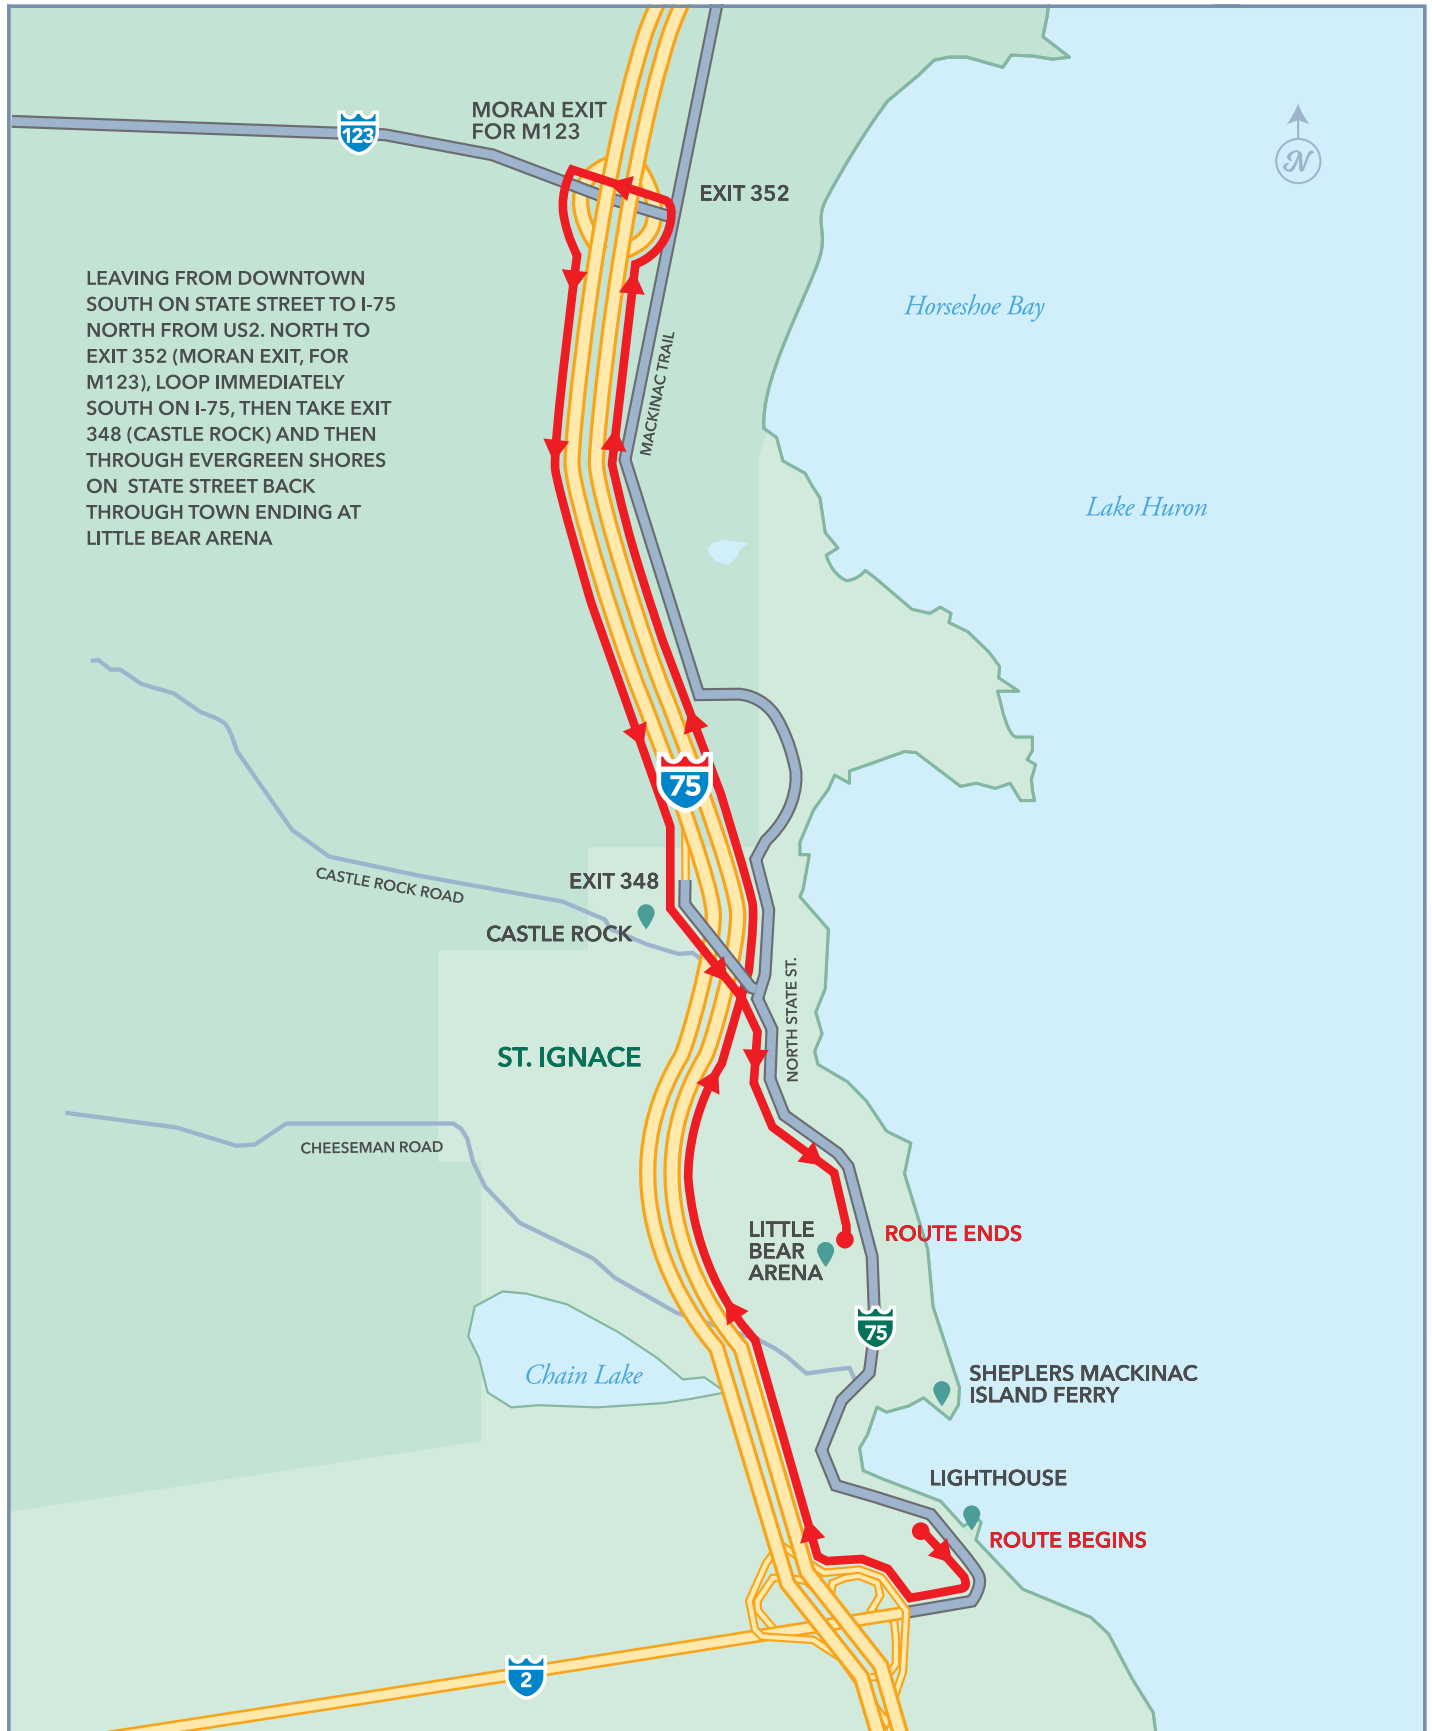 MORAN EXIT
FOR M123
123
EXIT 352
N
LEAVING FROM DOWNTOWN
SOUTH ON STATE STREET TO I-75
NORTH FROM US2. NORTH TO
EXIT 352 (MORAN EXIT, FOR
M123), LOOP IMMEDIATELY
SOUTH ON I-75, THEN TAKE EXIT
348 (CASTLE ROCK) AND THEN
THROUGH EVERGREEN SHORES
ON STATE STREET BACK
THROUGH TOWN ENDING AT
LITTLE BEAR ARENA
Horseshoe Bay
MACKINAC TRAIL
Lake Huron
75
EXIT 348
CASTLE ROCK ROAD
CASTLE ROCK
NORTH STATE ST.
ST. IGNACE
CHEESEMAN ROAD
LITTLE
BEAR
ARENA
ROUTE ENDS
75
Chain Lake
SHEPLERS MACKINAC
ISLAND FERRY
LIGHTHOUSE
ROUTE BEGINS
2